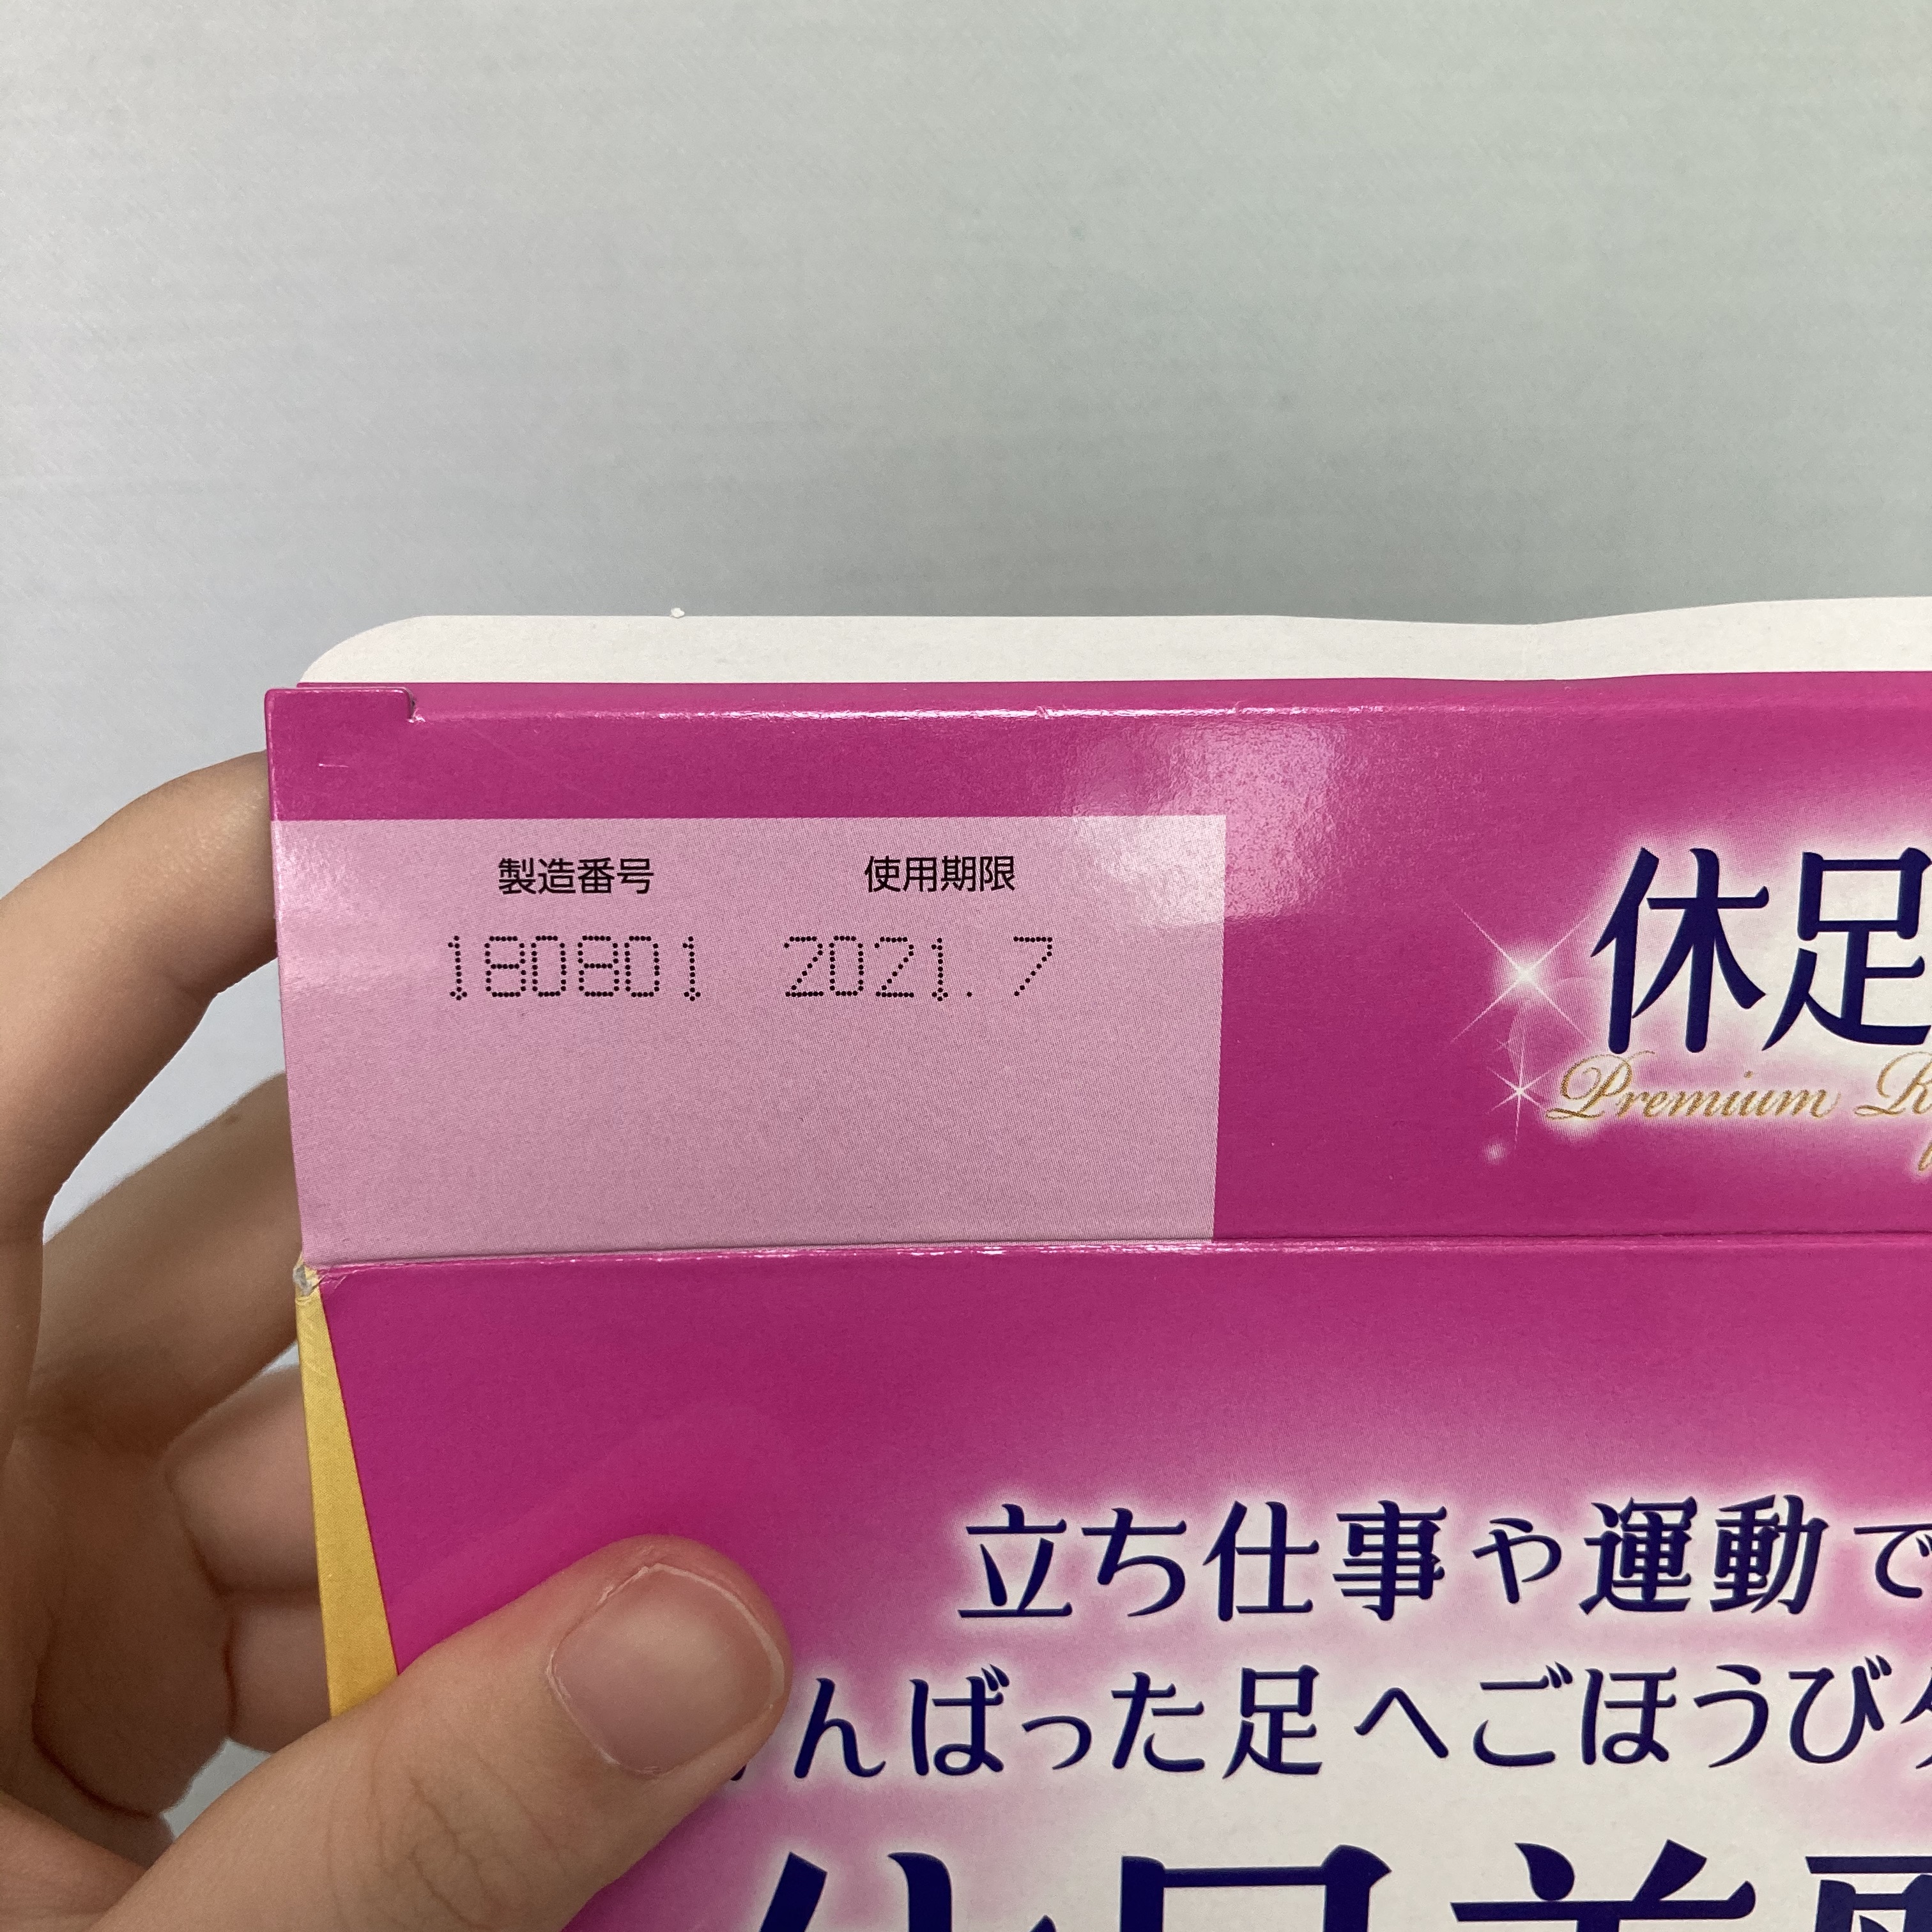 製造番号 使用期限
180801 2021.7
休足
Premium
立ち仕事や運動で
んばった足へごほうび